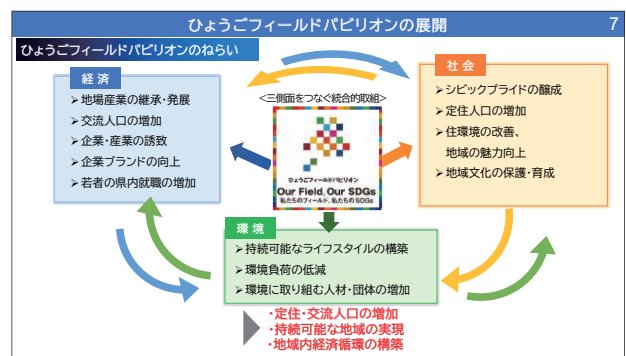 ひょうごフィールドパビリオンの展開
7
ひょうごフィールドパビリオンのねらい
経 済
➢地場産業の継承・発展
➢交流人口の増加
➢企業・産業の誘致
➢企業ブランドの向上
➢若者の県内就職の増加
<三側面をつなぐ統合的取組>
ひょうごフィールドパビリオン
Our Field, Our SDGs
私たちのフィールド、私たちのSDGs
社 会
➢シビックプライドの醸成
➢定住人口の増加
➢住環境の改善、
地域の魅力向上
➢地域文化の保護・育成
環 境
➢持続可能なライフスタイルの構築
➢環境負荷の低減
➢環境に取り組む人材・団体の増加
・定住・交流人口の増加
・持続可能な地域の実現
・地域内経済循環の構築